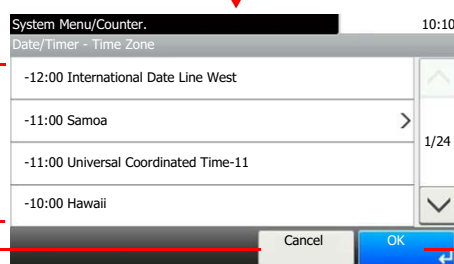 System Menu/Counter. 10:10
Date/Timer - Time Zone
-12:00 International Date Line West
-11:00 Samoa
1/24
-11:00 Universal Coordinated Time-11
-10:00 Hawaii
Cancel OK